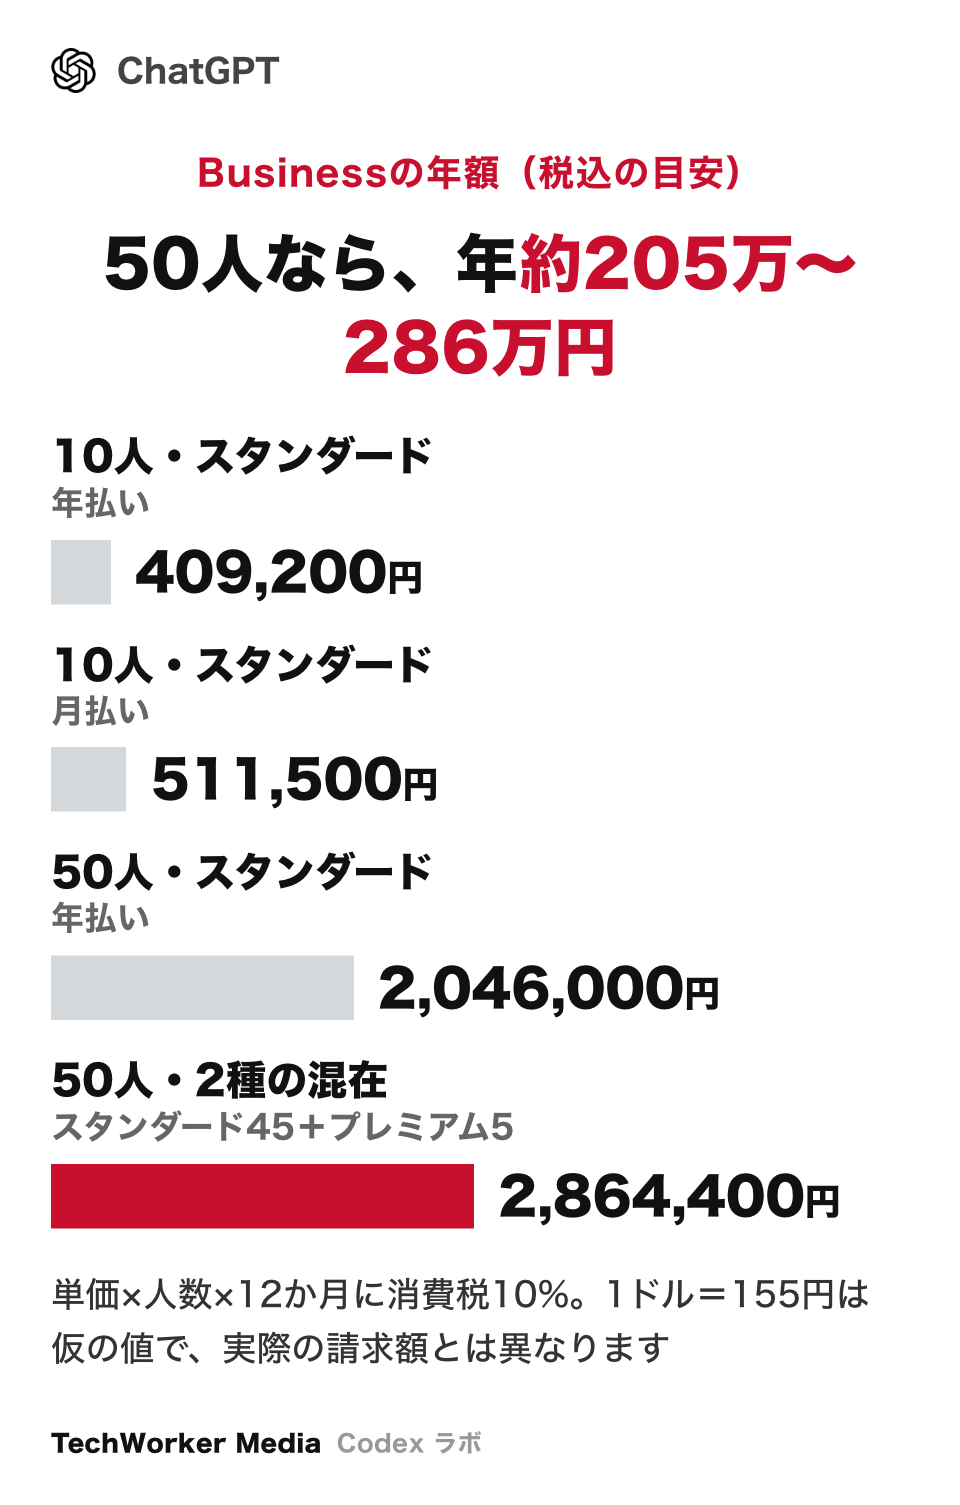 ChatGPT
Businessの年額（税込の目安）
50人なら、年約205万〜
286万円
10人・スタンダード
年払い
409,200円
10人・スタンダード
月払い
511,500円
50人・スタンダード
年払い
2,046,000円
50人・2種の混在
スタンダード45＋プレミアム5
2,864,400円
単価×人数×12か月に消費税10%。1ドル＝155円は
仮の値で、実際の請求額とは異なります
TechWorker Media Codex ラボ